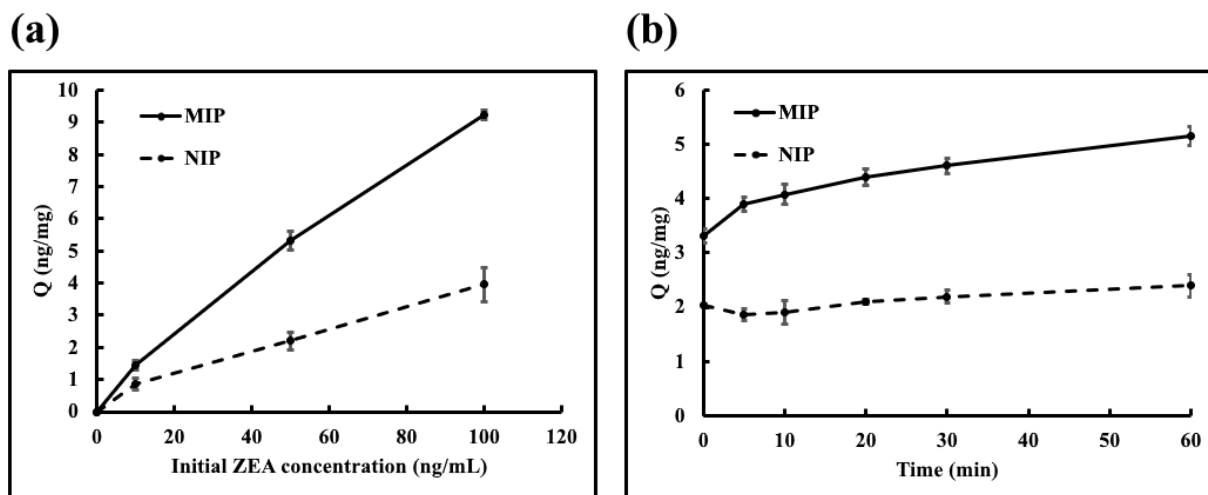 (a)
(b)
10
9
8
7
6
5
4
3
2
1
0
Q (ng/mg)
MIP
NIP
0 20 40 60 80 100 120
Initial ZEA concentration (ng/mL)
6
5
4
3
2
1
0
Q (ng/mg)
MIP
NIP
0 10 20 30 40 50 60
Time (min)